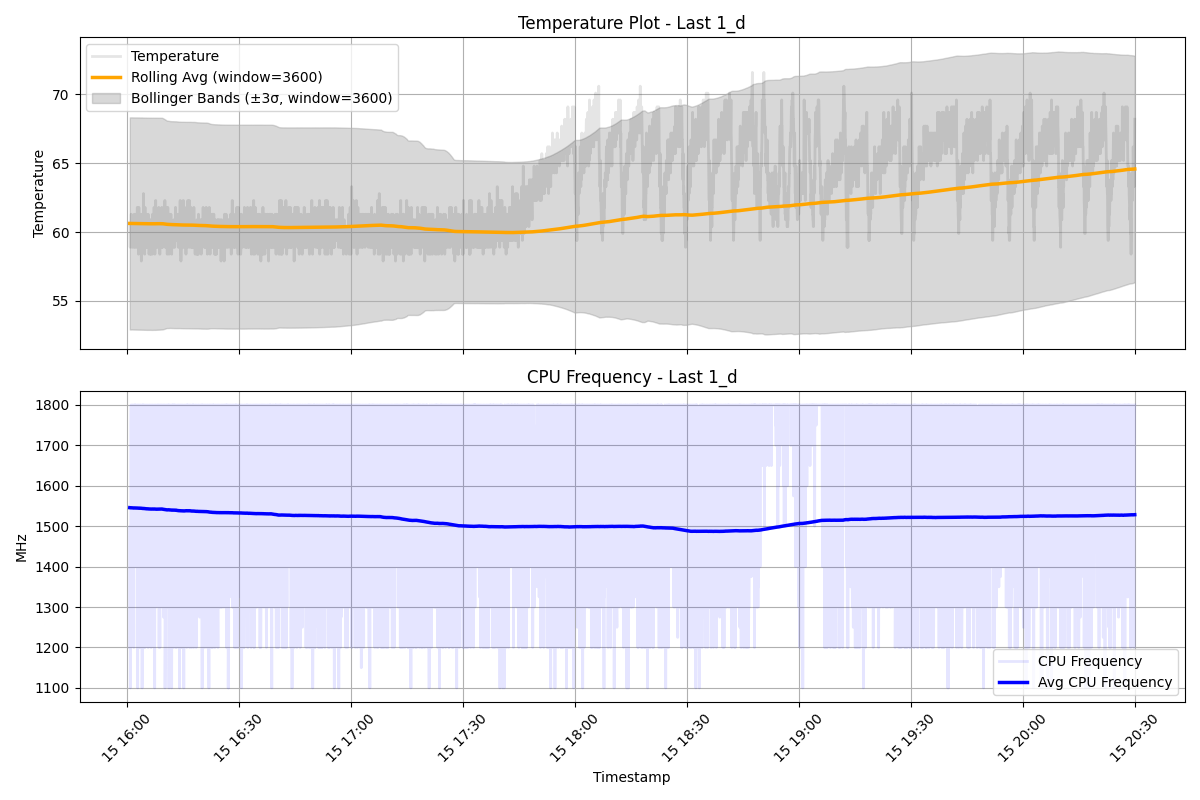 Temperature Plot - Last 1_d
Temperature
Rolling Avg (window=3600)
Bollinger Bands (±3σ, window=3600)
70
65
60
55
Temperature
CPU Frequency - Last 1_d
1800
1700
1600
1500
1400
1300
1200
1100
MHz
CPU Frequency
Avg CPU Frequency
15 16:00
15 16:30
15 17:00
15 17:30
15 18:00
15 18:30
15 19:00
15 19:30
15 20:00
15 20:30
Timestamp